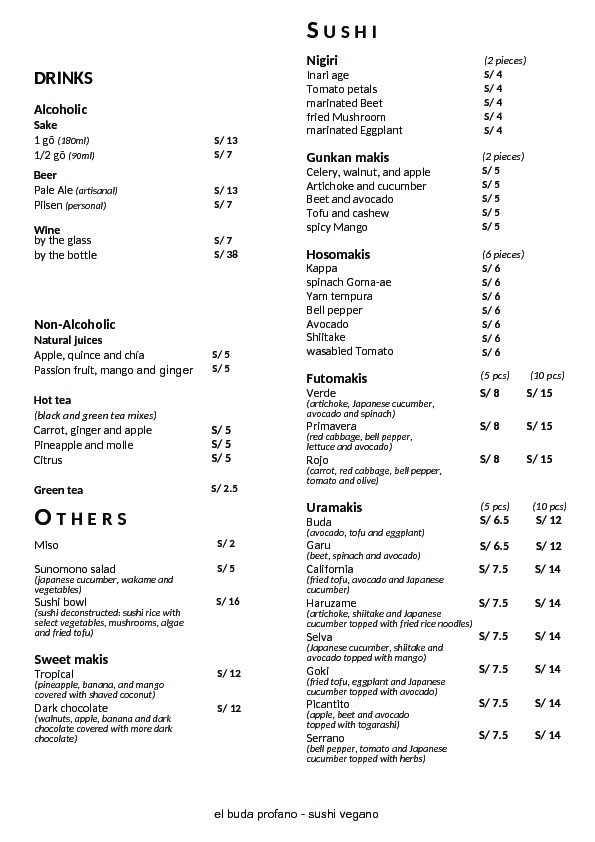 DRINKS
Alcoholic
Sake
1 gō (180ml) S/ 13
1/2 gō (90ml) S/ 7
Beer
Pale Ale (artisanal) S/ 13
Pilsen (personal) S/ 7
Wine
by the glass S/ 7
by the bottle S/ 38
Non-Alcoholic
Natural juices
Apple, quince and chía S/ 5
Passion fruit, mango and ginger S/ 5
Hot tea
(black and green tea mixes)
Carrot, ginger and apple S/ 5
Pineapple and molle S/ 5
Citrus S/ 5
Green tea S/ 2.5
OTHERS
Miso S/ 2
Sunomono salad S/ 5
(japanese cucumber, wakame and
vegetables)
Sushi bowl S/ 16
(sushi deconstructed: sushi rice with
select vegetables, mushrooms, algae
and fried tofu)
Sweet makis
Tropical S/ 12
(pineapple, banana, and mango
covered with shaved coconut)
Dark chocolate S/ 12
(walnuts, apple, banana and dark
chocolate covered with more dark
chocolate)
SUSHI
Nigiri (2 pieces)
Inari age S/ 4
Tomato petals S/ 4
marinated Beet S/ 4
fried Mushroom S/ 4
marinated Eggplant S/ 4
Gunkan makis (2 pieces)
Celery, walnut, and apple S/ 5
Artichoke and cucumber S/ 5
Beet and avocado S/ 5
Tofu and cashew S/ 5
spicy Mango S/ 5
Hosomakis (6 pieces)
Kappa S/ 6
spinach Goma-ae S/ 6
Yam tempura S/ 6
Bell pepper S/ 6
Avocado S/ 6
Shiitake S/ 6
wasabied Tomato S/ 6
Futomakis (5 pcs) (10 pcs)
Verde S/ 8 S/ 15
(artichoke, Japanese cucumber,
avocado and spinach)
Primavera S/ 8 S/ 15
(red cabbage, bell pepper,
lettuce and avocado)
Rojo S/ 8 S/ 15
(carrot, red cabbage, bell pepper,
tomato and olive)
Uramakis (5 pcs) (10 pcs)
Buda S/ 6.5 S/ 12
(avocado, tofu and eggplant)
Garu S/ 6.5 S/ 12
(beet, spinach and avocado)
California S/ 7.5 S/ 14
(fried tofu, avocado and Japanese
cucumber)
Haruzame S/ 7.5 S/ 14
(artichoke, shiitake and Japanese
cucumber topped with fried rice noodles)
Selva S/ 7.5 S/ 14
(Japanese cucumber, shiitake and
avocado topped with mango)
Goki S/ 7.5 S/ 14
(fried tofu, eggplant and Japanese
cucumber topped with avocado)
Picantito S/ 7.5 S/ 14
(apple, beet and avocado
topped with togarashi)
Serrano S/ 7.5 S/ 14
(bell pepper, tomato and Japanese
cucumber topped with herbs)
el buda profano - sushi vegano